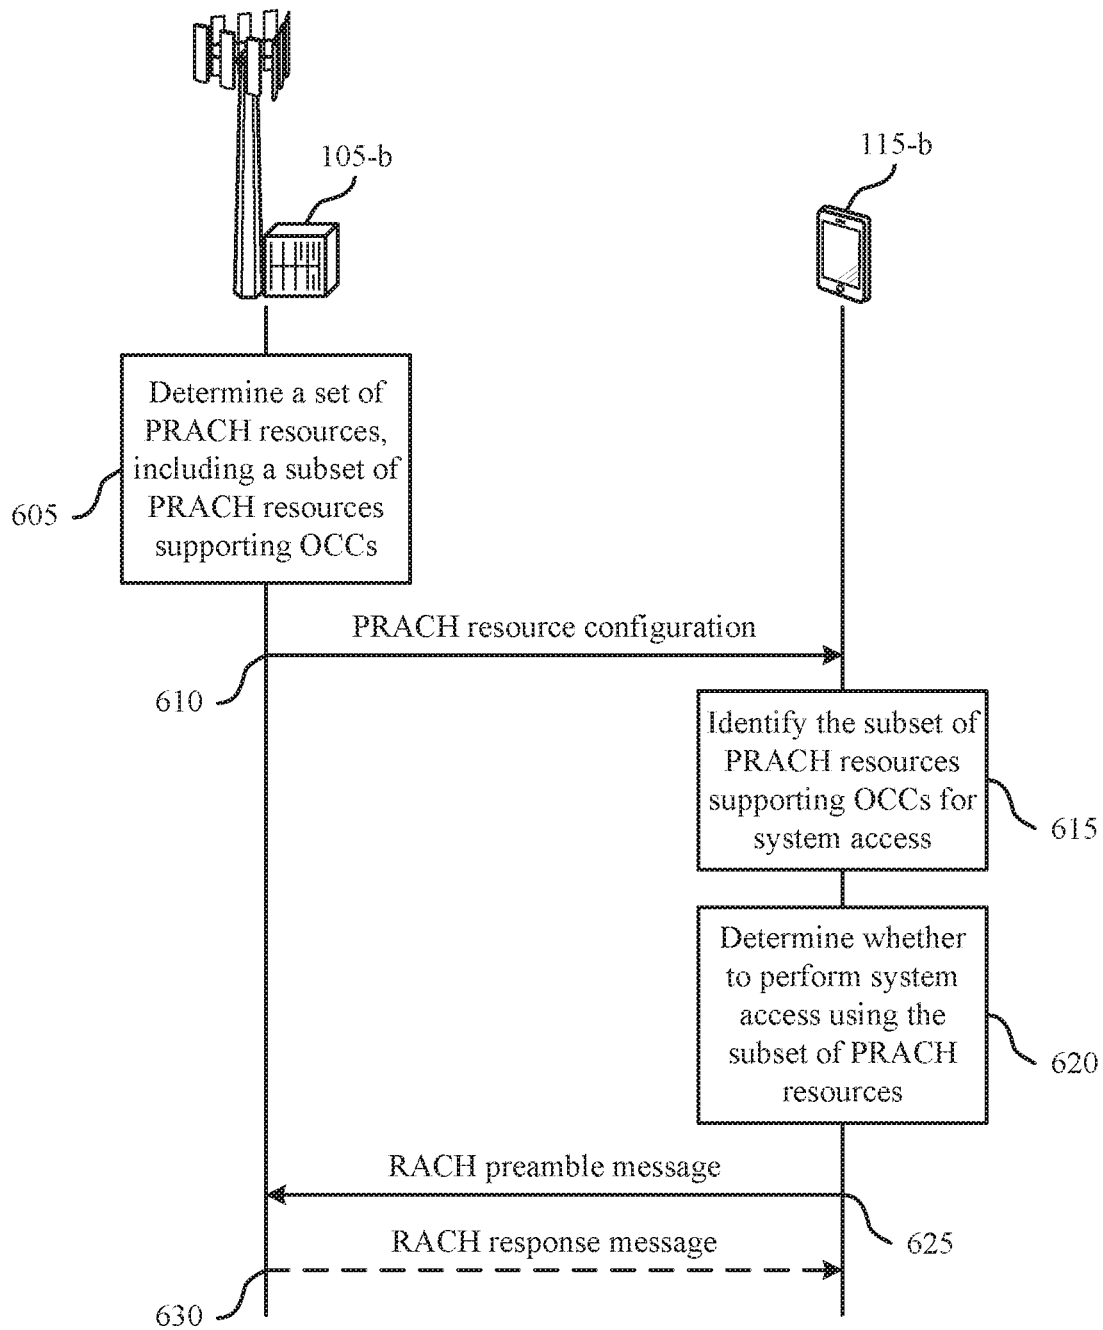 105-b
115-b
Determine a set of
PRACH resources,
including a subset of
PRACH resources
supporting OCCs
605
PRACH resource configuration
610
Identify the subset of
PRACH resources
supporting OCCs for
system access
615
Determine whether
to perform system
access using the
subset of PRACH
resources
620
RACH preamble message
625
RACH response message
630